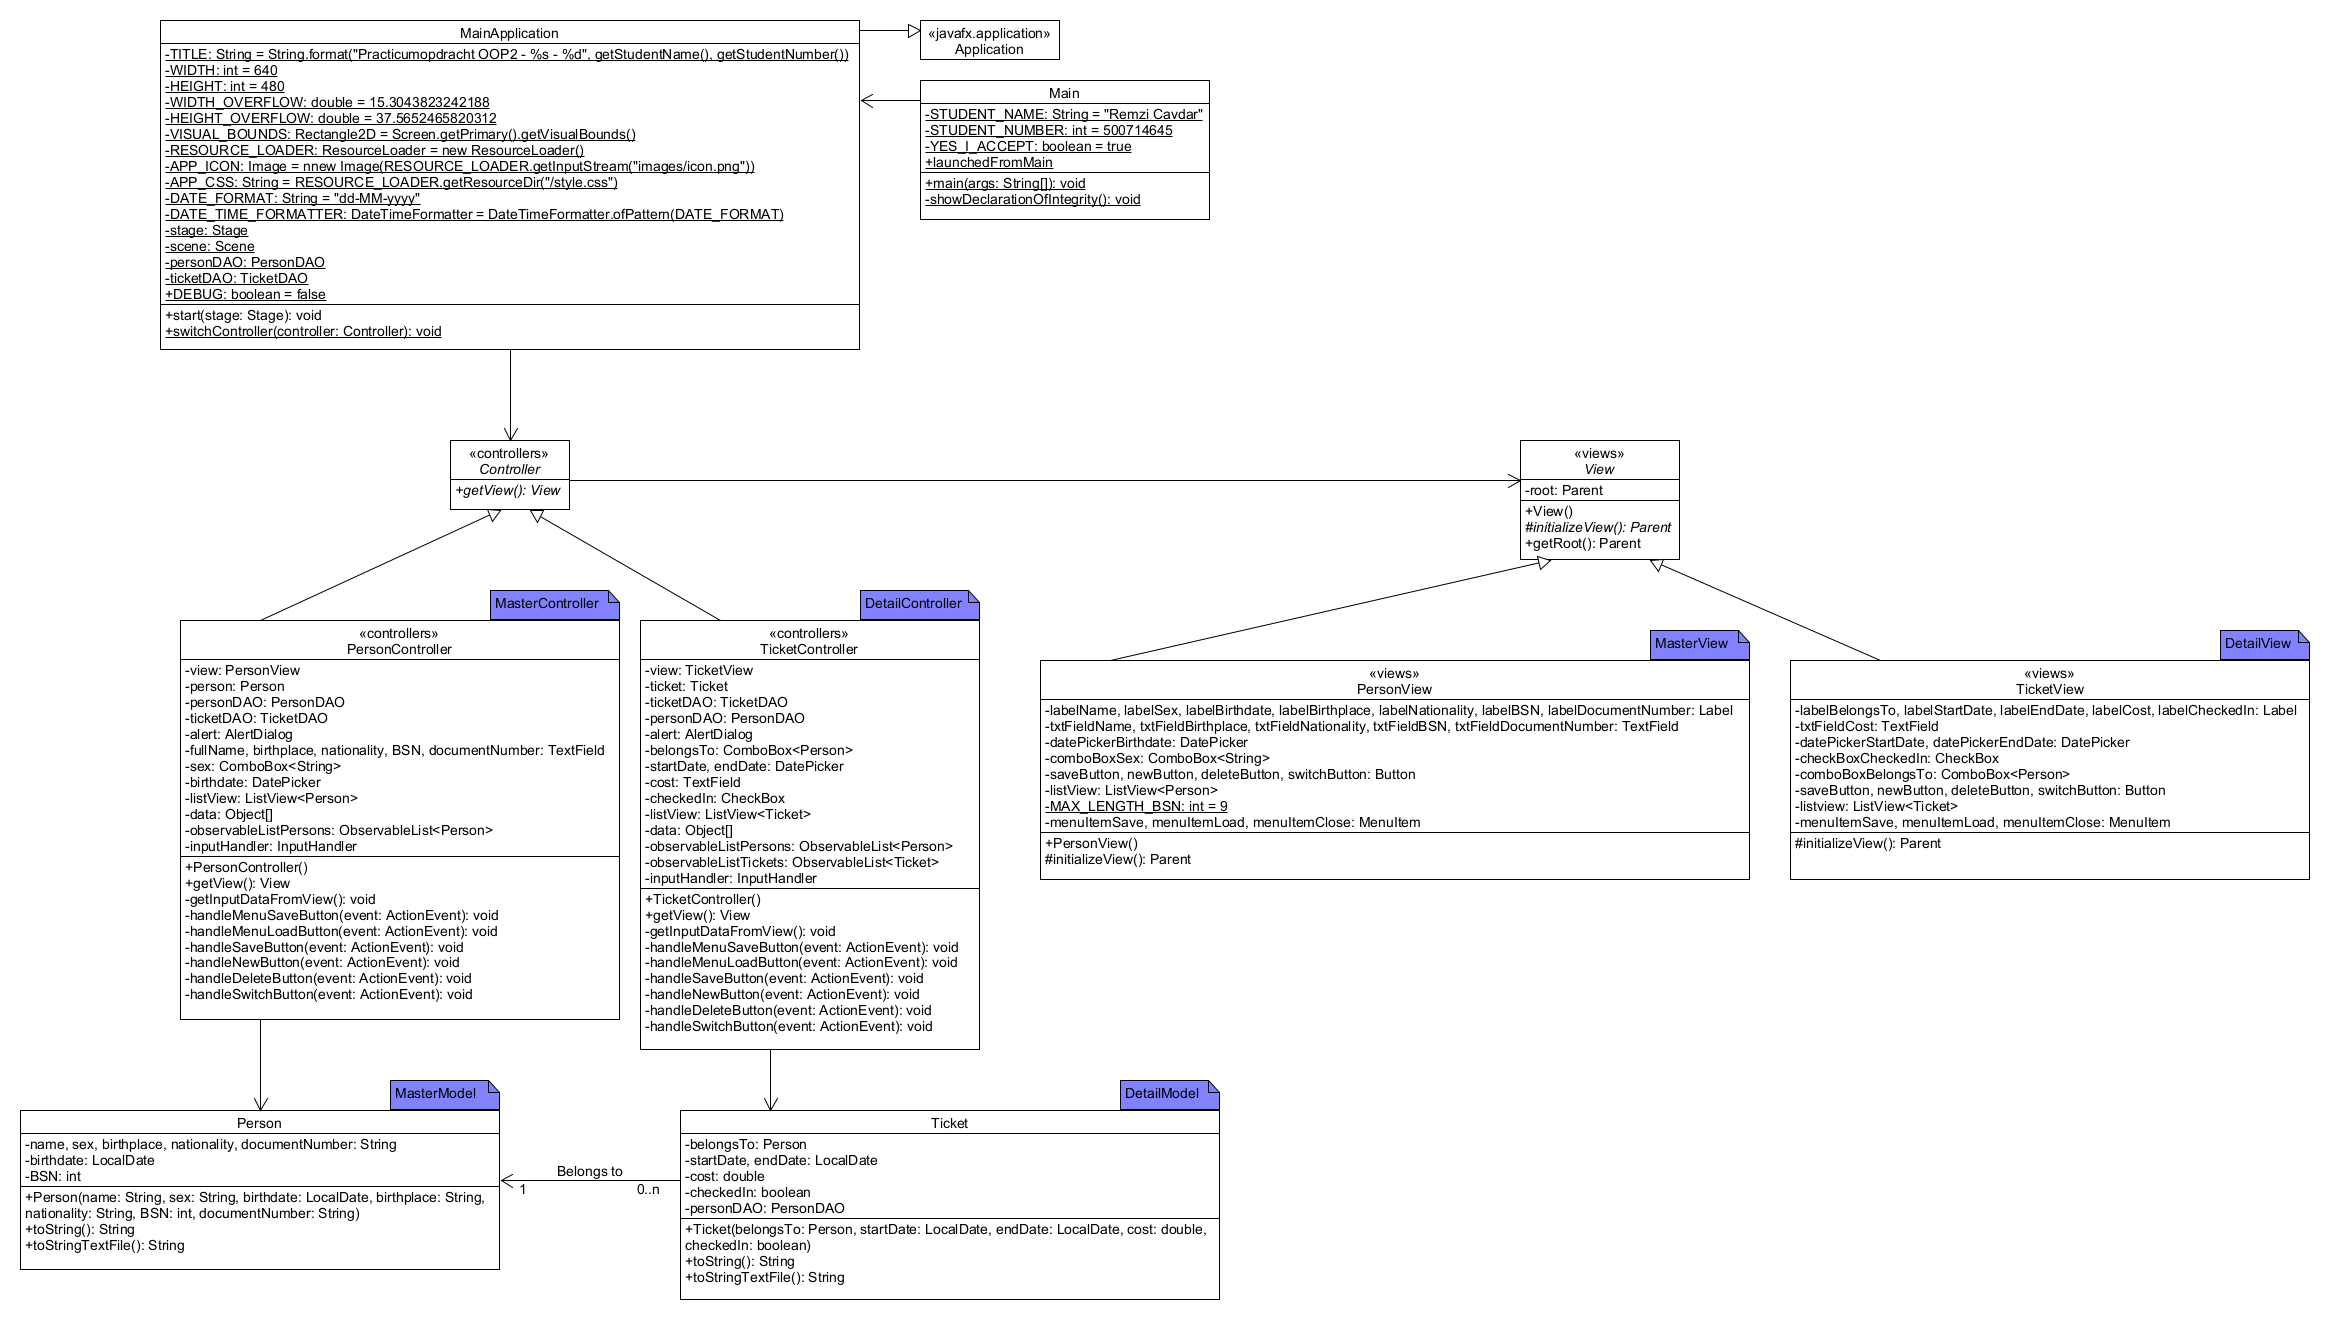 MainApplication
-TITLE: String = String.format("Practicumopdracht OOP2 - %s - %d", getStudentName(), getStudentNumber())
-WIDTH: int = 640
-HEIGHT: int = 480
-WIDTH_OVERFLOW: double = 15.3043823242188
-HEIGHT_OVERFLOW: double = 37.5652465820312
-VISUAL_BOUNDS: Rectangle2D = Screen.getPrimary().getVisualBounds()
-RESOURCE_LOADER: ResourceLoader = new ResourceLoader()
-APP_ICON: Image = nnew Image(RESOURCE_LOADER.getInputStream("images/icon.png"))
-APP_CSS: String = RESOURCE_LOADER.getResourceDir("/style.css")
-DATE_FORMAT: String = "dd-MM-yyyy"
-DATE_TIME_FORMATTER: DateTimeFormatter = DateTimeFormatter.ofPattern(DATE_FORMAT)
-stage: Stage
-scene: Scene
-personDAO: PersonDAO
-ticketDAO: TicketDAO
+DEBUG: boolean = false
+start(stage: Stage): void
+switchController(controller: Controller): void
«javafx.application»
Application
Main
-STUDENT_NAME: String = "Remzi Cavdar"
-STUDENT_NUMBER: int = 500714645
-YES_I_ACCEPT: boolean = true
+launchedFromMain
+main(args: String[]): void
-showDeclarationOfIntegrity(): void
«controllers»
Controller
+getView(): View
«views»
View
-root: Parent
+View()
#initializeView(): Parent
+getRoot(): Parent
MasterController
«controllers»
PersonController
-view: PersonView
-person: Person
-personDAO: PersonDAO
-ticketDAO: TicketDAO
-alert: AlertDialog
-fullName, birthplace, nationality, BSN, documentNumber: TextField
-sex: ComboBox<String>
-birthdate: DatePicker
-listView: ListView<Person>
-data: Object[]
-observableListPersons: ObservableList<Person>
-inputHandler: InputHandler
+PersonController()
+getView(): View
-getInputDataFromView(): void
-handleMenuSaveButton(event: ActionEvent): void
-handleMenuLoadButton(event: ActionEvent): void
-handleSaveButton(event: ActionEvent): void
-handleNewButton(event: ActionEvent): void
-handleDeleteButton(event: ActionEvent): void
-handleSwitchButton(event: ActionEvent): void
DetailController
«controllers»
TicketController
-view: TicketView
-ticket: Ticket
-ticketDAO: TicketDAO
-personDAO: PersonDAO
-alert: AlertDialog
-belongsTo: ComboBox<Person>
-startDate, endDate: DatePicker
-cost: TextField
-checkedIn: CheckBox
-listView: ListView<Ticket>
-data: Object[]
-observableListPersons: ObservableList<Person>
-observableListTickets: ObservableList<Ticket>
-inputHandler: InputHandler
+TicketController()
+getView(): View
-getInputDataFromView(): void
-handleMenuSaveButton(event: ActionEvent): void
-handleMenuLoadButton(event: ActionEvent): void
-handleSaveButton(event: ActionEvent): void
-handleNewButton(event: ActionEvent): void
-handleDeleteButton(event: ActionEvent): void
-handleSwitchButton(event: ActionEvent): void
MasterView
«views»
PersonView
-labelName, labelSex, labelBirthdate, labelBirthplace, labelNationality, labelBSN, labelDocumentNumber: Label
-txtFieldName, txtFieldBirthplace, txtFieldNationality, txtFieldBSN, txtFieldDocumentNumber: TextField
-datePickerBirthdate: DatePicker
-comboBoxSex: ComboBox<String>
-saveButton, newButton, deleteButton, switchButton: Button
-listView: ListView<Person>
-MAX_LENGTH_BSN: int = 9
-menuItemSave, menuItemLoad, menuItemClose: MenuItem
+PersonView()
#initializeView(): Parent
DetailView
«views»
TicketView
-labelBelongsTo, labelStartDate, labelEndDate, labelCost, labelCheckedIn: Label
-txtFieldCost: TextField
-datePickerStartDate, datePickerEndDate: DatePicker
-checkBoxCheckedIn: CheckBox
-comboBoxBelongsTo: ComboBox<Person>
-saveButton, newButton, deleteButton, switchButton: Button
-listview: ListView<Ticket>
-menuItemSave, menuItemLoad, menuItemClose: MenuItem
#initializeView(): Parent
MasterModel
Person
-name, sex, birthplace, nationality, documentNumber: String
-birthdate: LocalDate
-BSN: int
+Person(name: String, sex: String, birthdate: LocalDate, birthplace: String,
nationality: String, BSN: int, documentNumber: String)
+toString(): String
+toStringTextFile(): String
Belongs to
1
0..n
DetailModel
Ticket
-belongsTo: Person
-startDate, endDate: LocalDate
-cost: double
-checkedIn: boolean
-personDAO: PersonDAO
+Ticket(belongsTo: Person, startDate: LocalDate, endDate: LocalDate, cost: double,
checkedIn: boolean)
+toString(): String
+toStringTextFile(): String